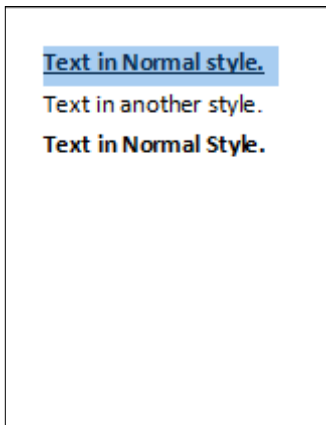 Text in Normal style.
Text in another style.
Text in Normal Style.